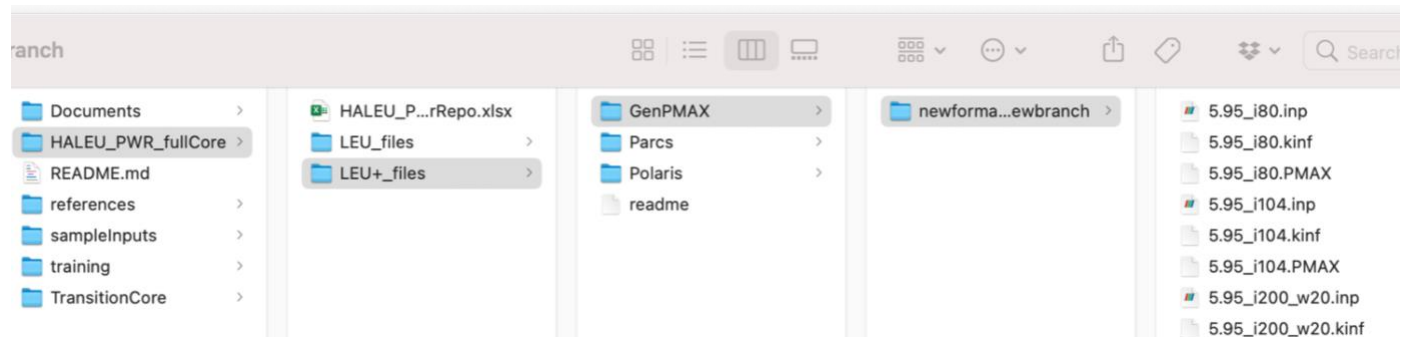 ranch
Search
Documents
HALEU_PWR_fullCore
README.md
references
sampleInputs
training
TransitionCore
HALEU_P...rRepo.xlsx
LEU_files
LEU+_files
GenPMAX
Parcs
Polaris
readme
newforma...ewbranch
5.95_i80.inp
5.95_i80.kinf
5.95_i80.PMAX
5.95_i104.inp
5.95_i104.kinf
5.95_i104.PMAX
5.95_i200_w20.inp
5.95_i200_w20.kinf